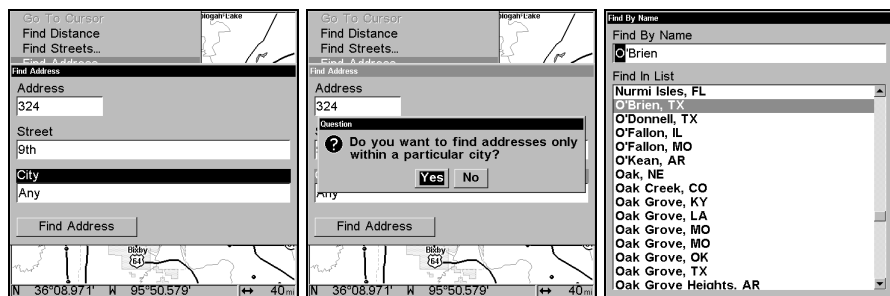 Go To Cursor
Find Distance
Find Streets...
Find Address
Find Address
Address
324
Street
9th
City
Any
Find Address
Bixby
64
N 36°08.971' W 95°50.579' ↔ 40mi
Go To Cursor
Find Distance
Find Streets...
Find Address
Find Address
Address
324
Question
Do you want to find addresses only
within a particular city?
Yes No
Any
Find Address
Bixby
64
N 36°08.971' W 95°50.579' ↔ 40mi
Find By Name
Find By Name
O'Brien
Find In List
Nurmi Isles, FL
O'Brien, TX
O'Donnell, TX
O'Fallon, IL
O'Fallon, MO
O'Kean, AR
Oak, NE
Oak Creek, CO
Oak Grove, KY
Oak Grove, LA
Oak Grove, MO
Oak Grove, MO
Oak Grove, OK
Oak Grove, TX
Oak Grove Heights, AR